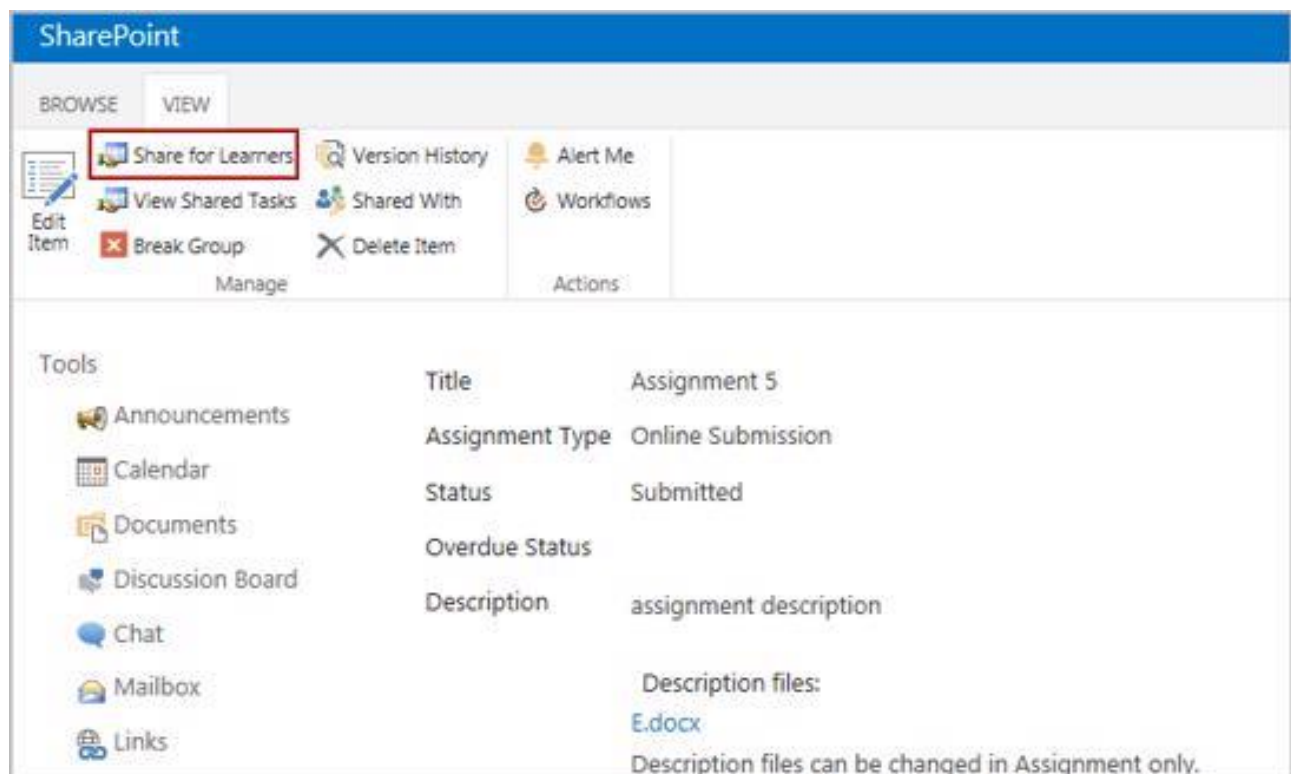 SharePoint
BROWSE VIEW
Share for Learners Version History Alert Me
View Shared Tasks Shared With Workflows
Edit
Item
Break Group Delete Item
Manage Actions
Tools
Announcements
Calendar
Documents
Discussion Board
Chat
Mailbox
Links
Title Assignment 5
Assignment Type Online Submission
Status Submitted
Overdue Status
Description assignment description
Description files:
E.docx
Description files can be changed in Assignment only.